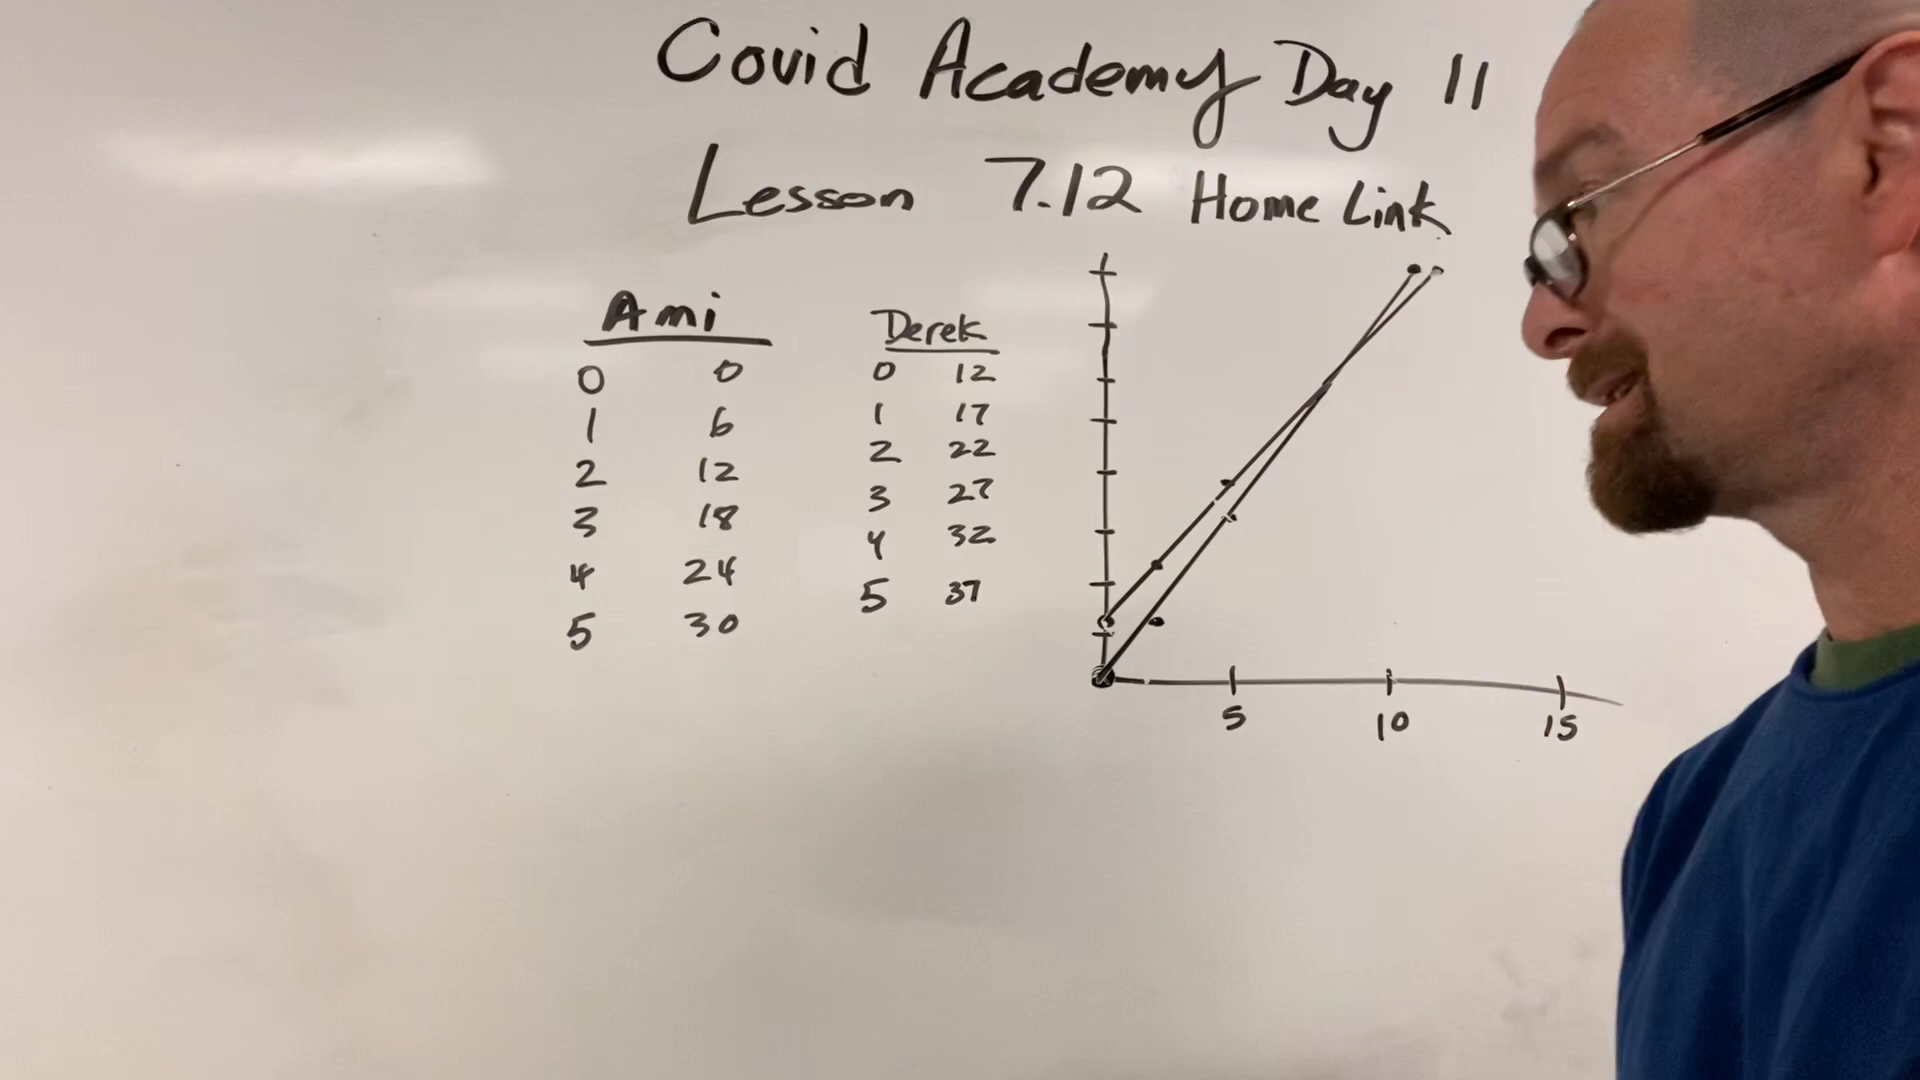 Covid Academy Day 11
Lesson 7.12 Home Link
Ami
0 0
1 6
2 12
3 18
4 24
5 30
Derek
0 12
1 17
2 22
3 27
4 32
5 37
5 10 15